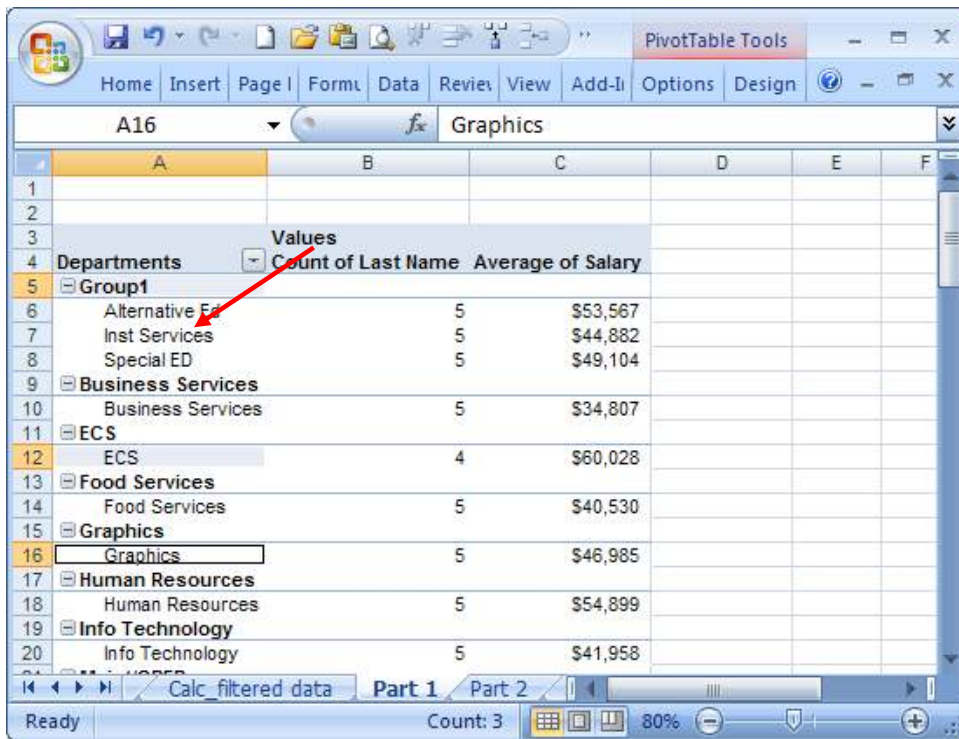 PivotTable Tools
Home Insert Page l Formu Data Review View Add-In Options Design
A16 fx Graphics
A B C D E F
1
2
3 Values
4 Departments Count of Last Name Average of Salary
5 Group1
6 Alternative Ed 5 $53,567
7 Inst Services 5 $44,882
8 Special ED 5 $49,104
9 Business Services
10 Business Services 5 $34,807
11 ECS
12 ECS 4 $60,028
13 Food Services
14 Food Services 5 $40,530
15 Graphics
16 Graphics 5 $46,985
17 Human Resources
18 Human Resources 5 $54,899
19 Info Technology
20 Info Technology 5 $41,958
Calc_filtered data Part 1 Part 2
Ready Count: 3 80%